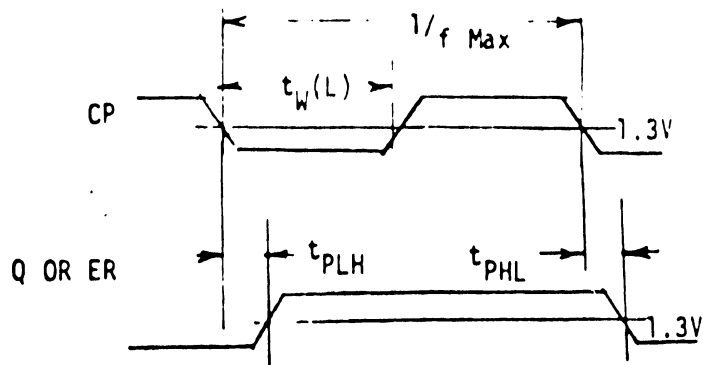 1/f Max
tW(L)
CP
1.3V
Q OR ER
tPLH
tPHL
1.3V